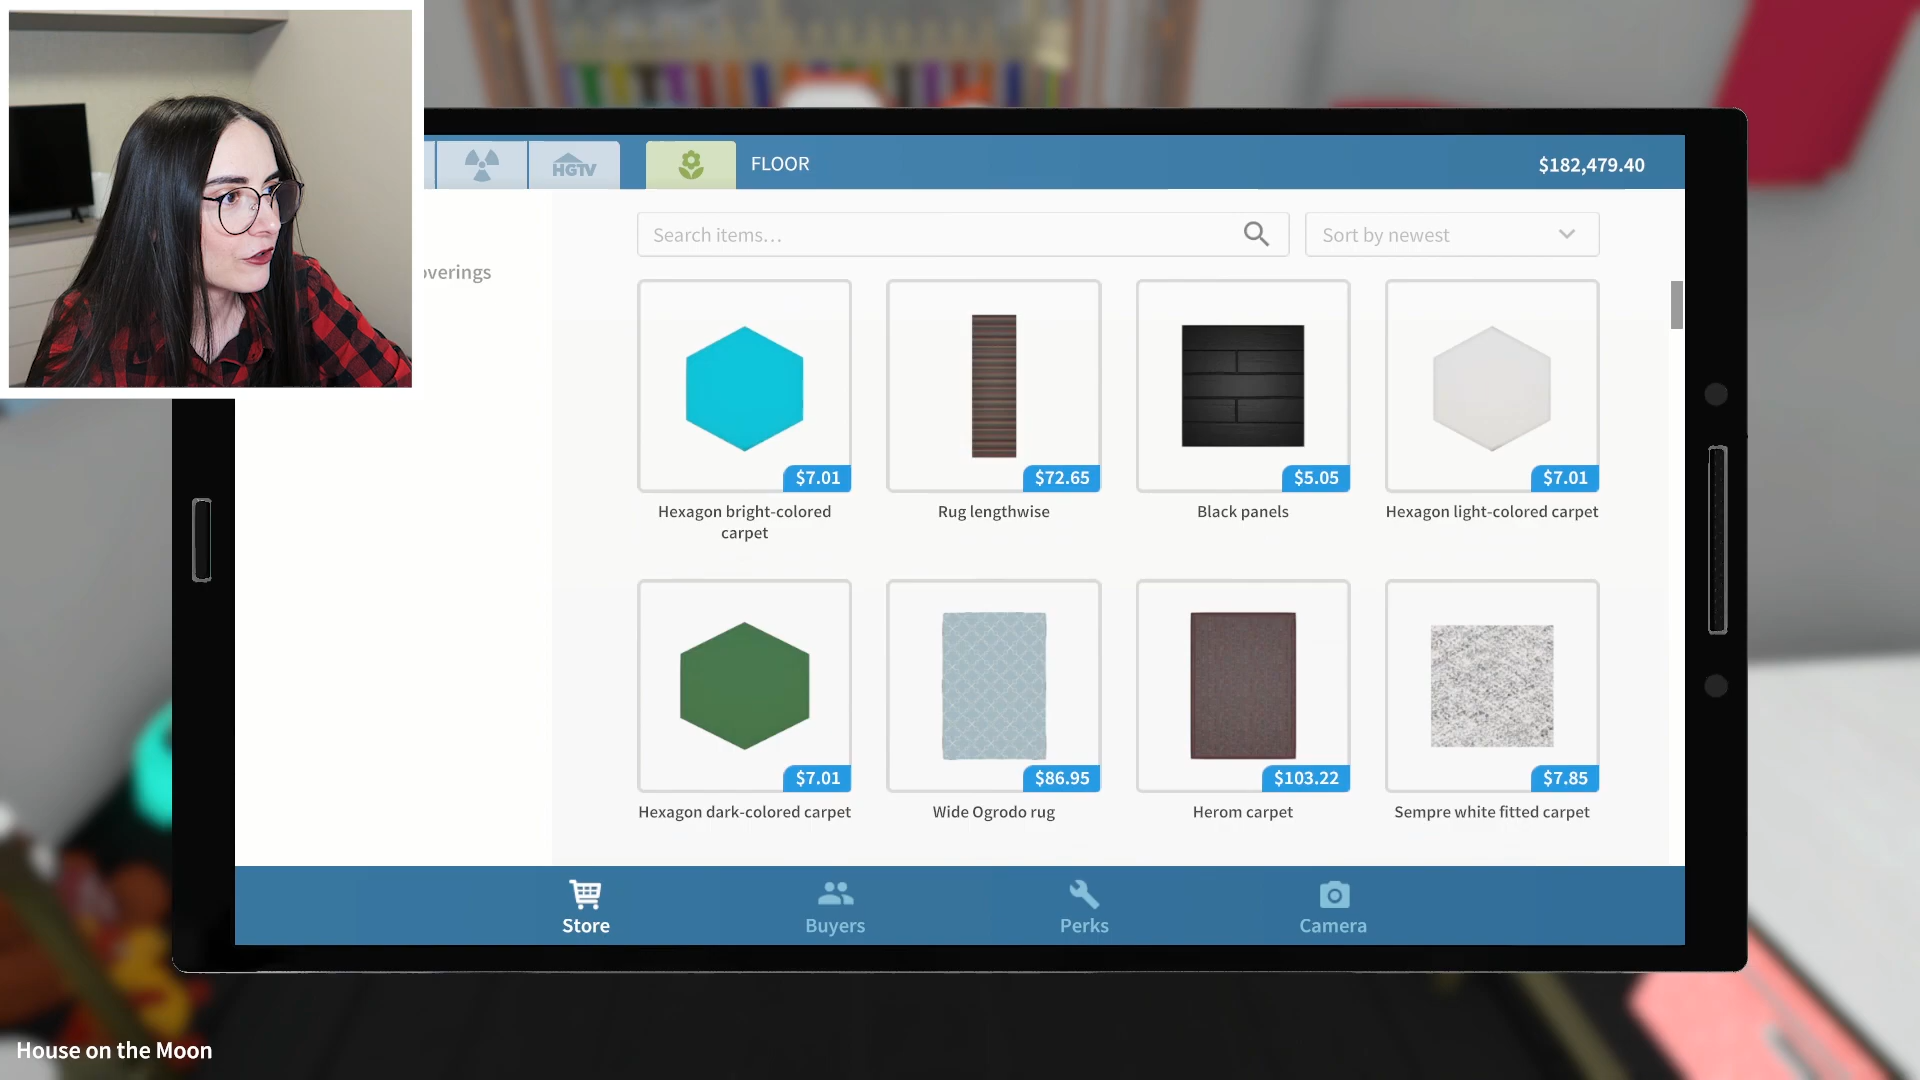 HGTV
FLOOR
$182,479.40
Search items...
Sort by newest
overings
$7.01
$72.65
$5.05
$7.01
Hexagon bright-colored
carpet
Rug lengthwise
Black panels
Hexagon light-colored carpet
$7.01
$86.95
$103.22
$7.85
Hexagon dark-colored carpet
Wide Ogrodo rug
Herom carpet
Sempre white fitted carpet
Store
Buyers
Perks
Camera
House on the Moon